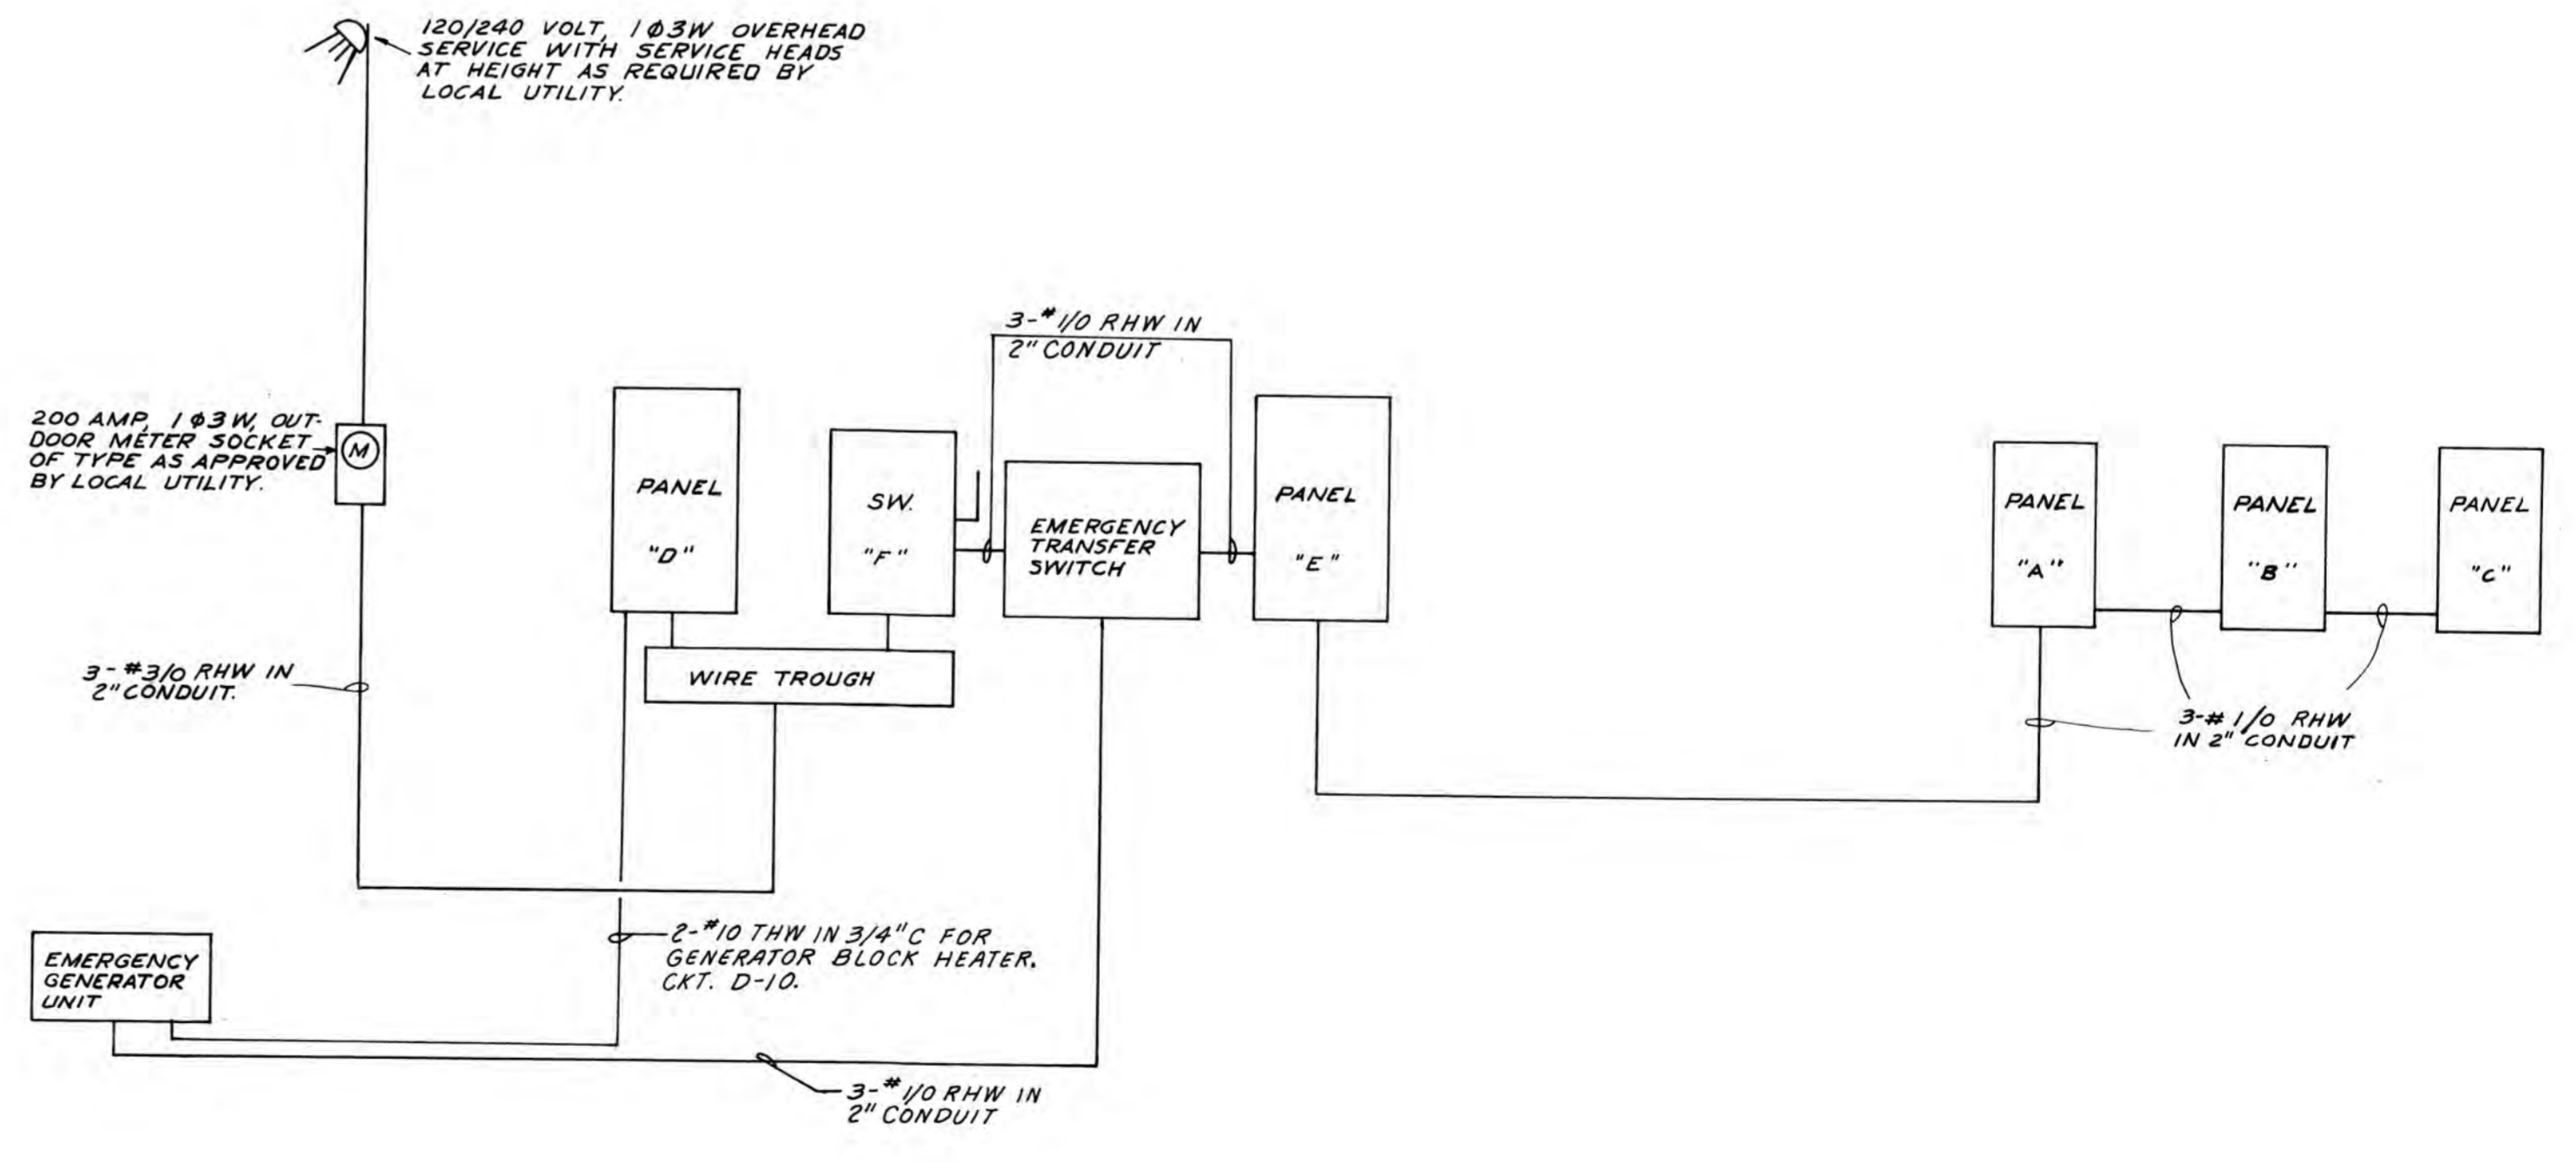 120/240 VOLT, 1Φ3W OVERHEAD
SERVICE WITH SERVICE HEADS
AT HEIGHT AS REQUIRED BY
LOCAL UTILITY.
3-#1/0 RHW IN
2" CONDUIT
200 AMP, 1Φ3W, OUT-
DOOR METER SOCKET
OF TYPE AS APPROVED
BY LOCAL UTILITY.
M
PANEL
"D"
SW.
"F"
EMERGENCY
TRANSFER
SWITCH
PANEL
"E"
PANEL
"A"
PANEL
"B"
PANEL
"C"
3-#3/0 RHW IN
2" CONDUIT.
WIRE TROUGH
3-# 1/0 RHW
IN 2" CONDUIT
EMERGENCY
GENERATOR
UNIT
2-#10 THW IN 3/4"C FOR
GENERATOR BLOCK HEATER.
CKT. D-10.
3-#1/0 RHW IN
2" CONDUIT